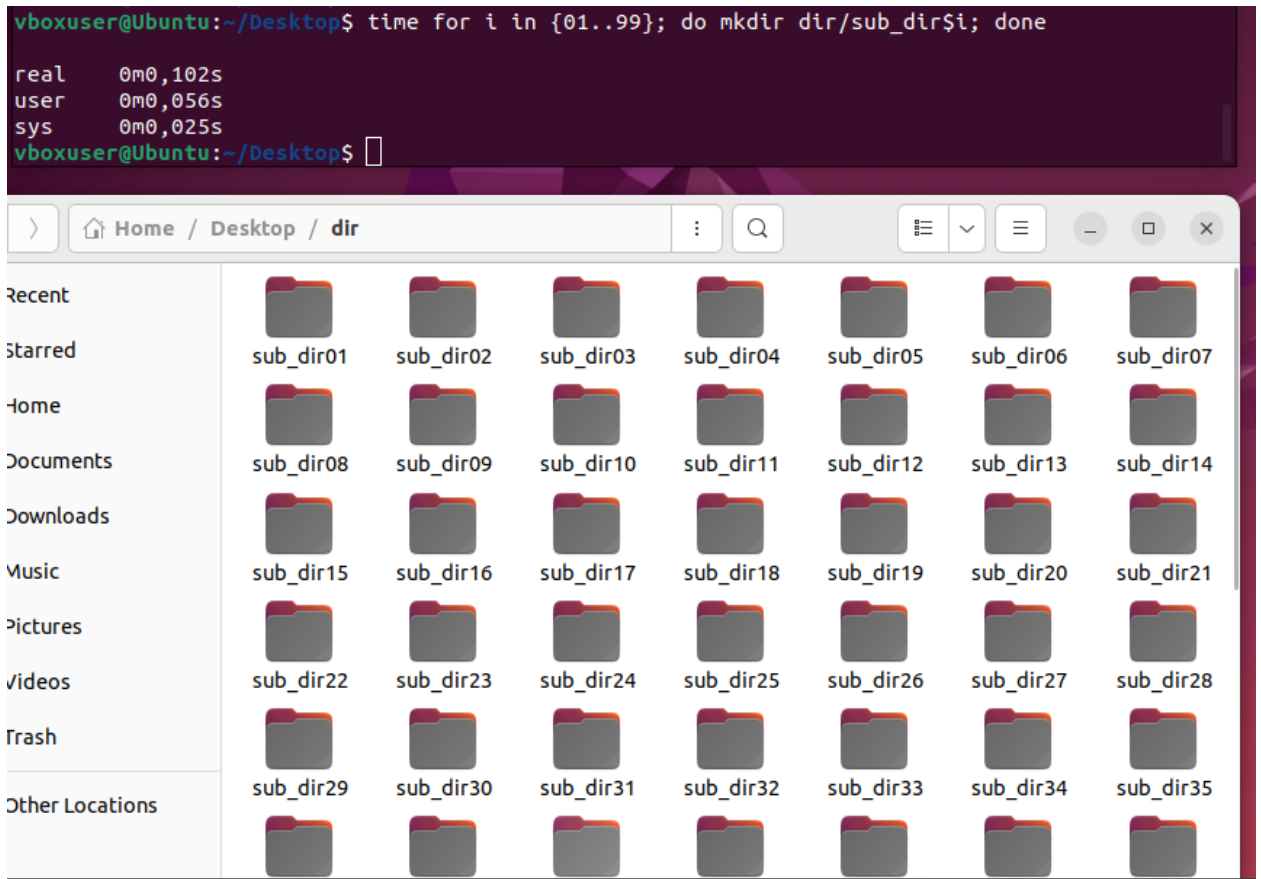 vboxuser@Ubuntu:~/Desktop$ time for i in {01..99}; do mkdir dir/sub_dir$i; done
real 0m0,102s
user 0m0,056s
sys 0m0,025s
vboxuser@Ubuntu:~/Desktop$
Home / Desktop / dir
Recent
Starred
Home
Documents
Downloads
Music
Pictures
Videos
Trash
Other Locations
sub_dir01 sub_dir02 sub_dir03 sub_dir04 sub_dir05 sub_dir06 sub_dir07
sub_dir08 sub_dir09 sub_dir10 sub_dir11 sub_dir12 sub_dir13 sub_dir14
sub_dir15 sub_dir16 sub_dir17 sub_dir18 sub_dir19 sub_dir20 sub_dir21
sub_dir22 sub_dir23 sub_dir24 sub_dir25 sub_dir26 sub_dir27 sub_dir28
sub_dir29 sub_dir30 sub_dir31 sub_dir32 sub_dir33 sub_dir34 sub_dir35